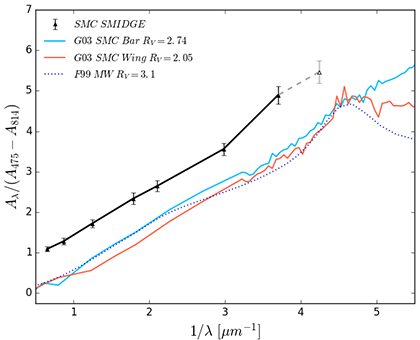 SMC SMIDGE
G03 SMC Bar R_V = 2.74
G03 SMC Wing R_V = 2.05
F99 MW R_V = 3.1
7
6
5
4
3
2
1
0
A_λ/(A_475 − A_814)
0 1 2 3 4 5
1/λ [μm⁻¹]